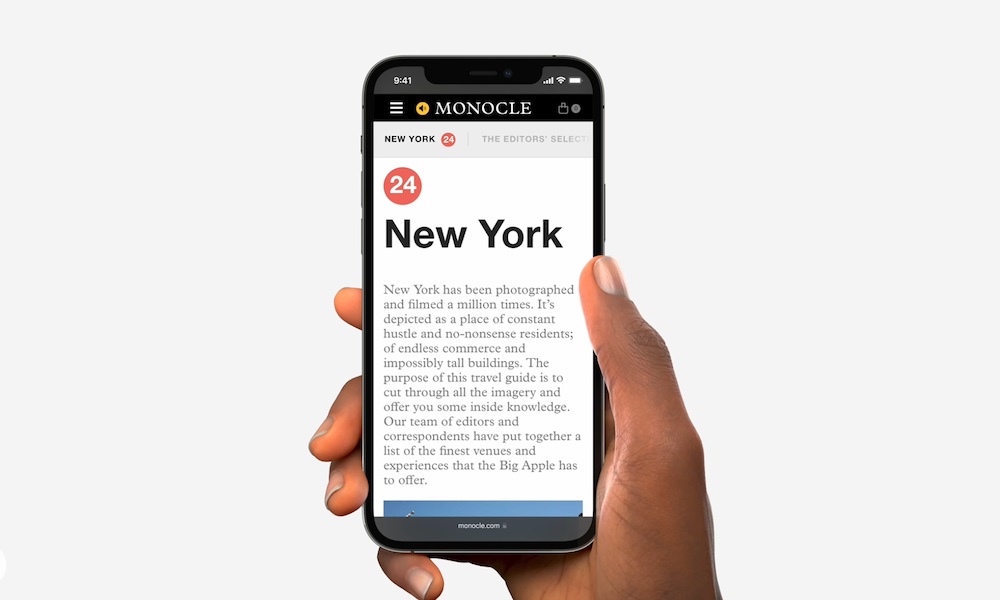 9:41
MONOCLE
0
NEW YORK 24 THE EDITORS' SELECT
24
New York
New York has been photographed
and filmed a million times. It's
depicted as a place of constant
hustle and no-nonsense residents;
of endless commerce and
impossibly tall buildings. The
purpose of this travel guide is to
cut through all the imagery and
offer you some inside knowledge.
Our team of editors and
correspondents have put together a
list of the finest venues and
experiences that the Big Apple has
to offer.
monocle.com